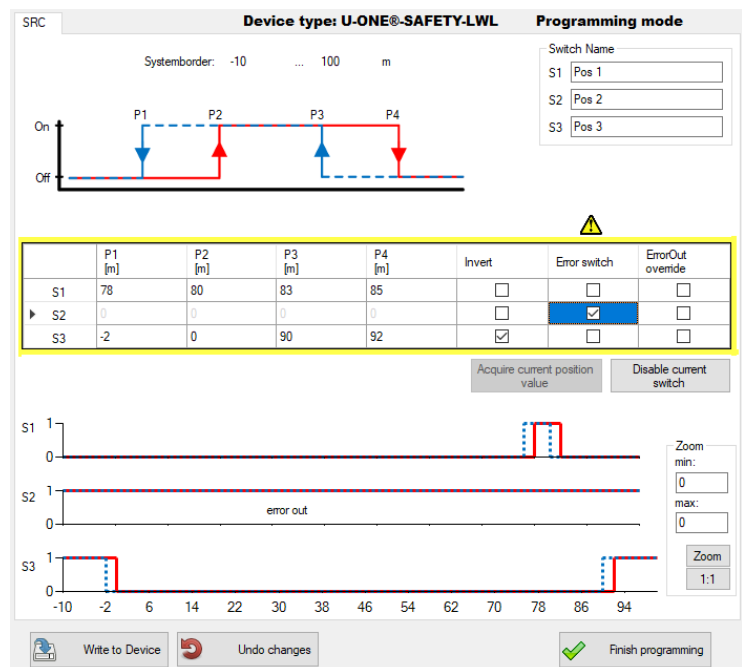 SRC
Device type: U-ONE®-SAFETY-LWL Programming mode
Systemborder: -10 ... 100 m
Switch Name
S1 Pos 1
S2 Pos 2
S3 Pos 3
P1 P2 P3 P4
On
Off
P1 [m] P2 [m] P3 [m] P4 [m] Invert Error switch ErrorOut override
S1 78 80 83 85
S2 0 0 0 0
S3 -2 0 90 92
Acquire current position value
Disable current switch
S1 1
0
S2 1
error out
0
S3 1
0
-10 -2 6 14 22 30 38 46 54 62 70 78 86 94
Zoom
min:
0
max:
0
Zoom
1:1
Write to Device Undo changes Finish programming